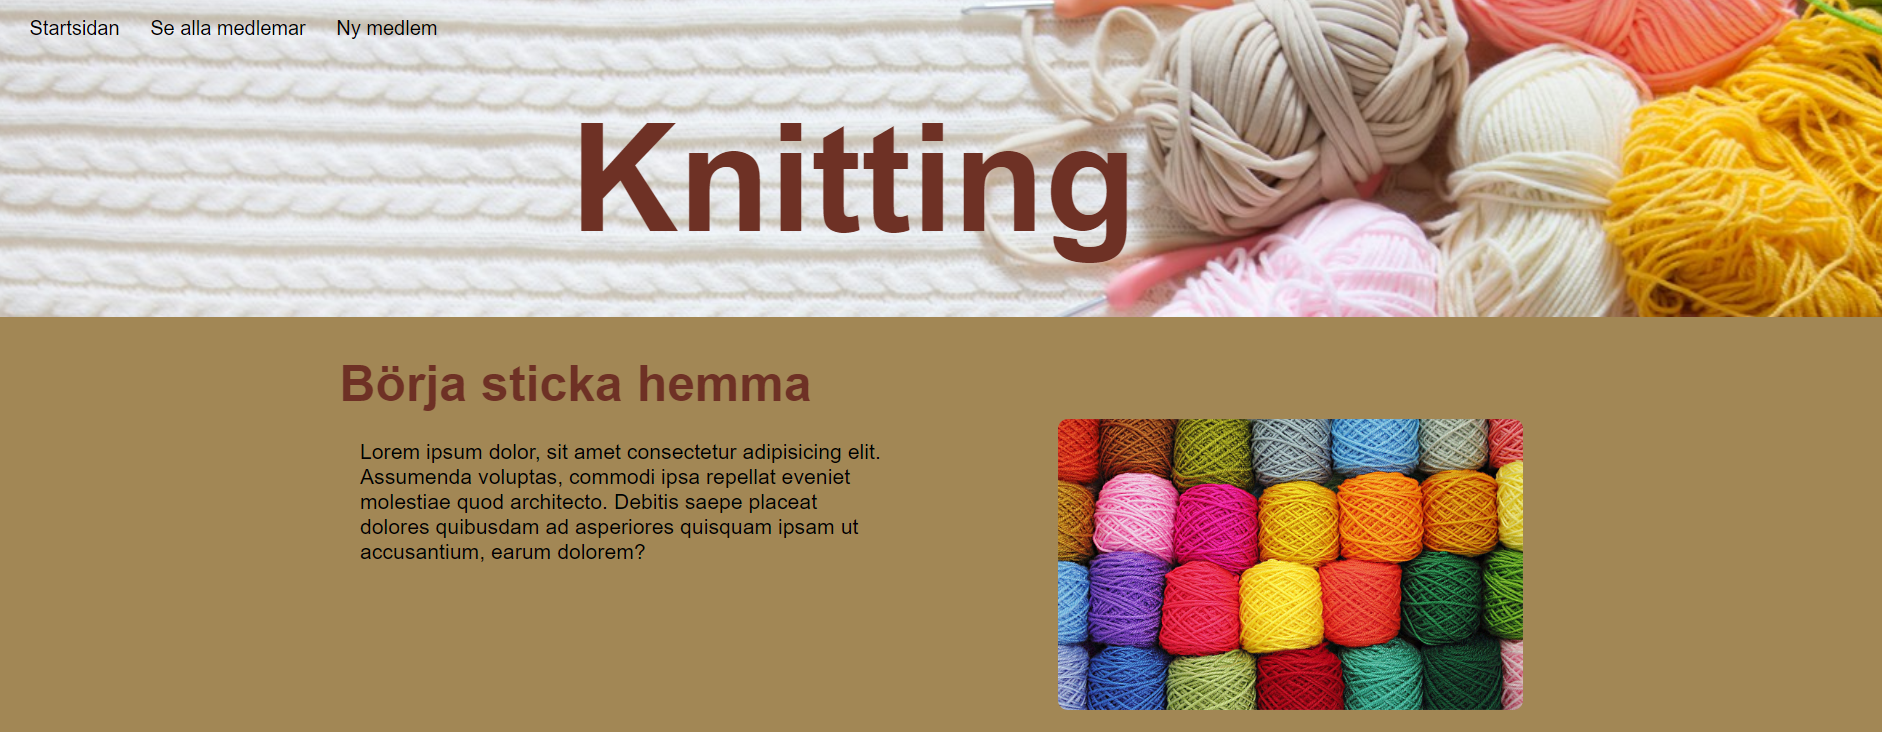 Startsidan Se alla medlemar Ny medlem
Knitting
Börja sticka hemma
Lorem ipsum dolor, sit amet consectetur adipisicing elit.
Assumenda voluptas, commodi ipsa repellat eveniet
molestiae quod architecto. Debitis saepe placeat
dolores quibusdam ad asperiores quisquam ipsam ut
accusantium, earum dolorem?